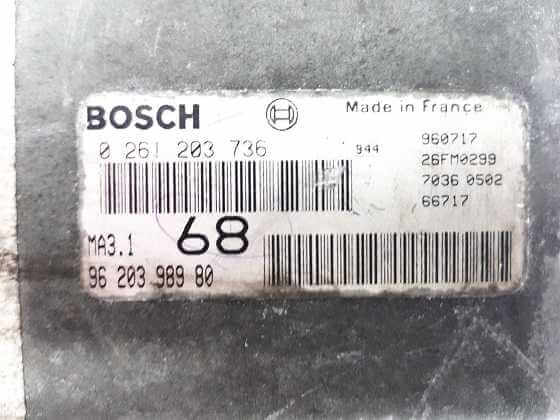 BOSCH Made in France
0 261 203 736 944 960717
26FM0299
7036 0502
66717
MA3.1 68
96 203 989 80